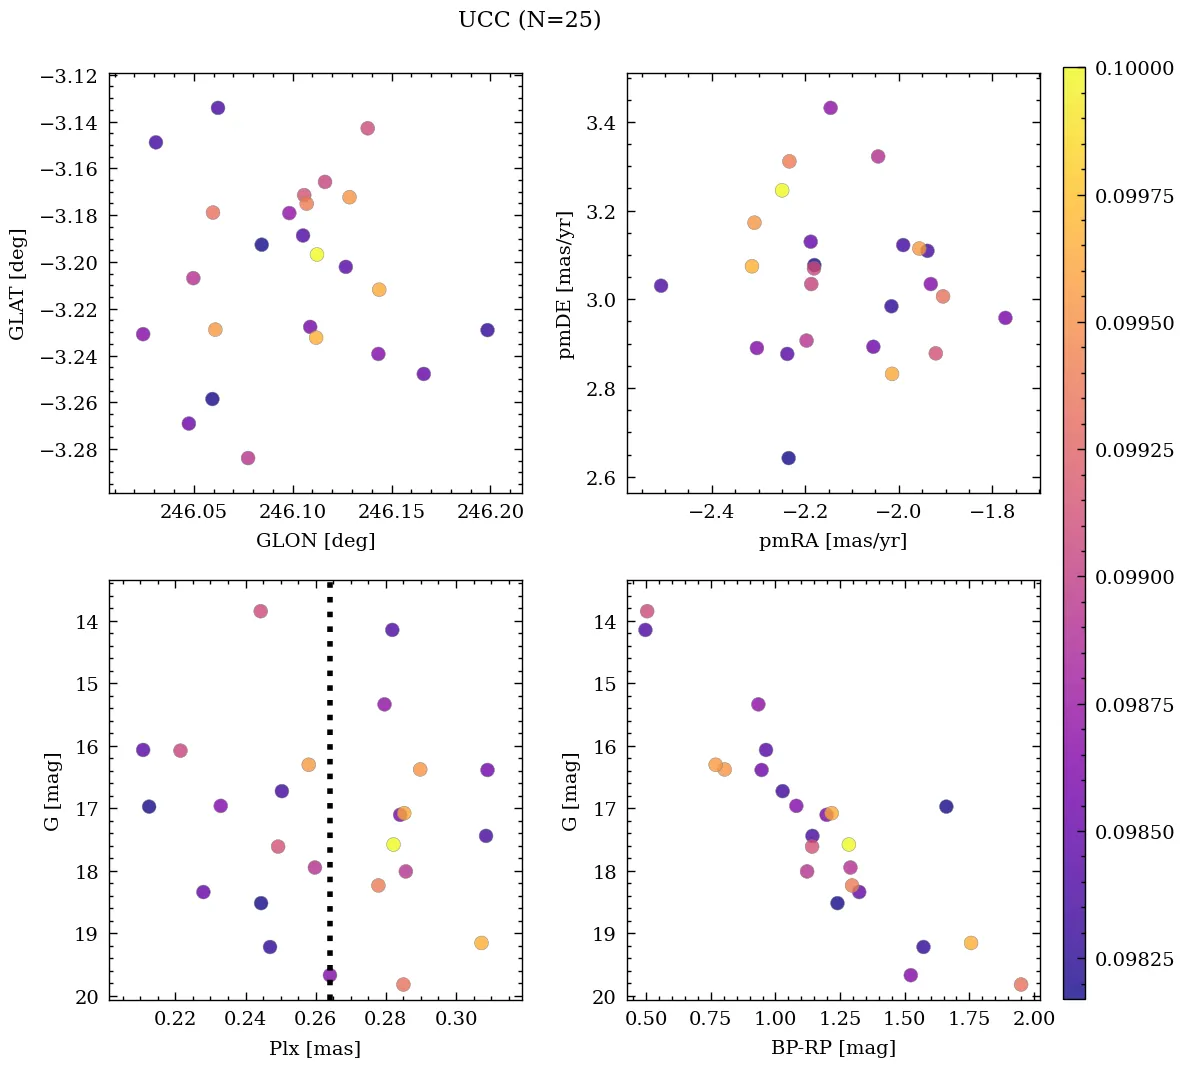 UCC (N=25)
−3.12
−3.14
−3.16
−3.18
−3.20
−3.22
−3.24
−3.26
−3.28
GLAT [deg]
246.05 246.10 246.15 246.20
GLON [deg]
3.4
3.2
3.0
2.8
2.6
pmDE [mas/yr]
−2.4 −2.2 −2.0 −1.8
pmRA [mas/yr]
14
15
16
17
18
19
20
G [mag]
0.22 0.24 0.26 0.28 0.30
Plx [mas]
14
15
16
17
18
19
20
G [mag]
0.50 0.75 1.00 1.25 1.50 1.75 2.00
BP-RP [mag]
0.10000
0.09975
0.09950
0.09925
0.09900
0.09875
0.09850
0.09825